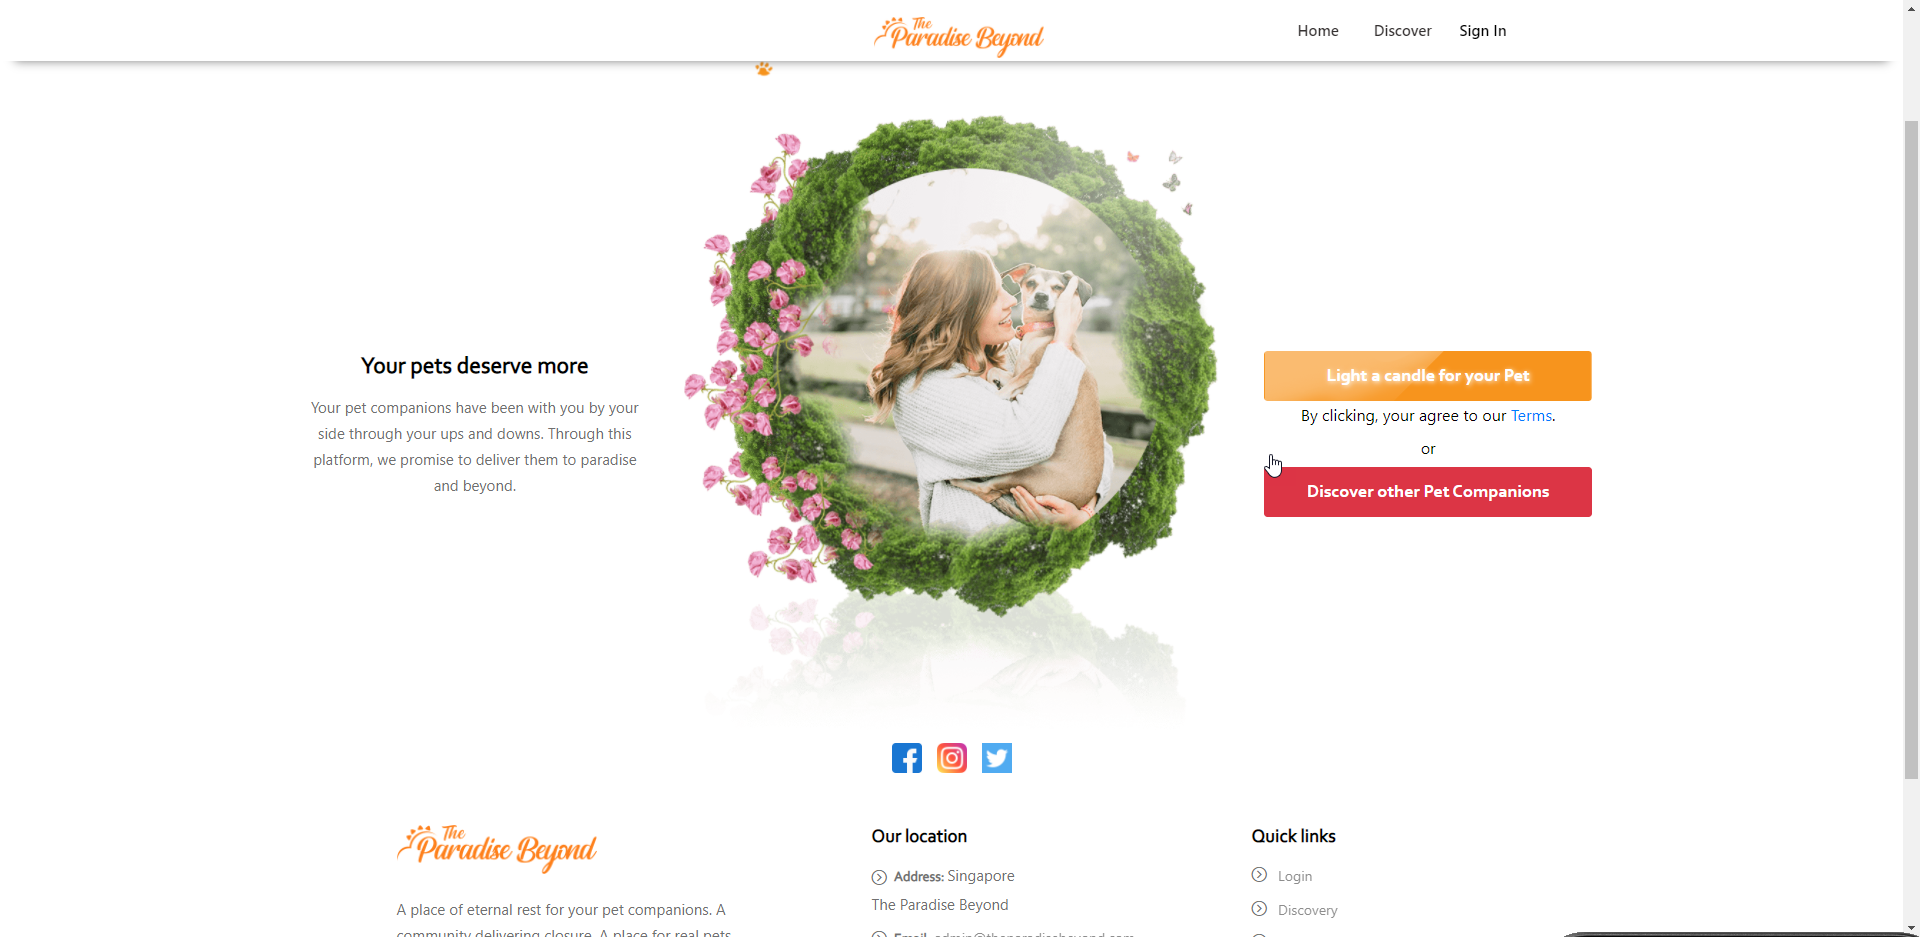 The Paradise Beyond
Home Discover Sign In
Your pets deserve more
Your pet companions have been with you by your
side through your ups and downs. Through this
platform, we promise to deliver them to paradise
and beyond.
Light a candle for your Pet
By clicking, your agree to our Terms.
or
Discover other Pet Companions
The Paradise Beyond
A place of eternal rest for your pet companions. A
community delivering closure. A place for real pets
Our location
Address: Singapore
The Paradise Beyond
Email: admin@theparadisebeyond.com
Quick links
Login
Discovery